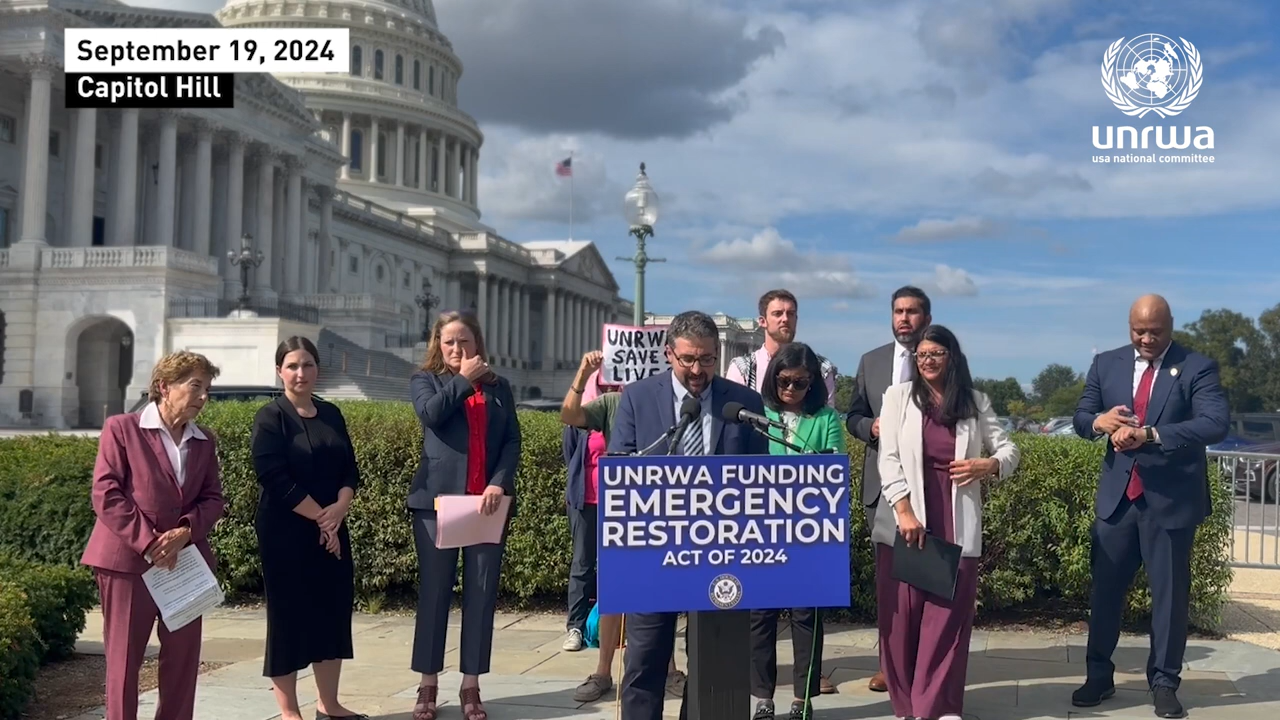 September 19, 2024
Capitol Hill
unrwa
usa national committee
UNRWA
SAVES
LIVES
UNRWA FUNDING
EMERGENCY
RESTORATION
ACT OF 2024